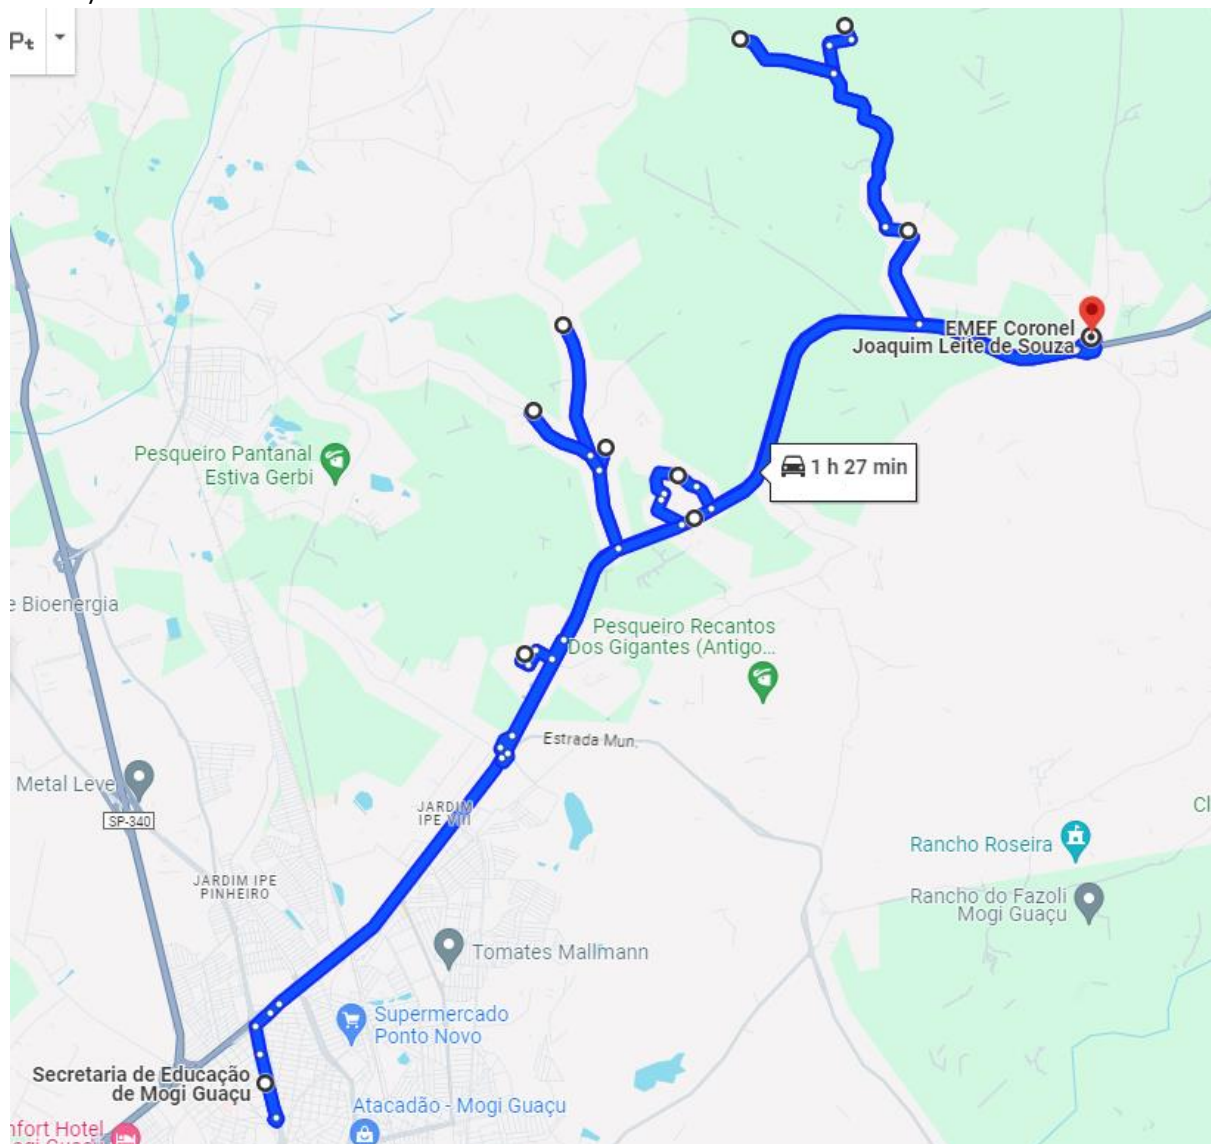 EMEF Coronel
Joaquim Leite de Souza
Pesqueiro Pantanal
Estiva Gerbi
1 h 27 min
e Bioenergia
Pesqueiro Recantos
Dos Gigantes (Antigo...
Estrada Mun.
Metal Leve
SP-340
JARDIM
IPE VIII
Cl
Rancho Roseira
JARDIM IPE
PINHEIRO
Rancho do Fazoli
Mogi Guaçu
Tomates Mallmann
Supermercado
Ponto Novo
Secretaria de Educação
de Mogi Guaçu
Atacadão - Mogi Guaçu
nfort Hotel